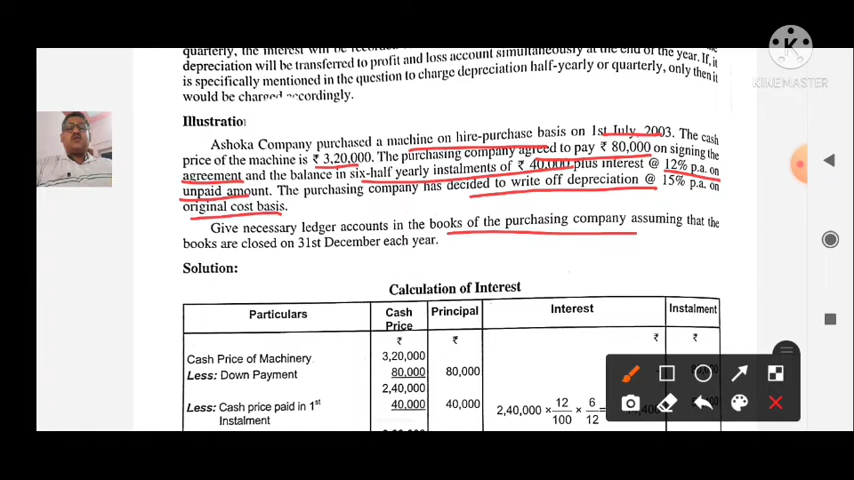 KINEMASTER
quarterly, the interest will be
depreciation will be transferred to profit and loss account simultaneously at the end of the year. If, it
is specifically mentioned in the question to charge depreciation half-yearly or quarterly, only then it
would be charged accordingly.
Illustration
Ashoka Company purchased a machine on hire-purchase basis on 1st July, 2003. The cash
price of the machine is ₹ 3,20,000. The purchasing company agreed to pay ₹ 80,000 on signing the
agreement and the balance in six-half yearly instalments of ₹ 40,000 plus interest @ 12% p.a. on
unpaid amount. The purchasing company has decided to write off depreciation @ 15% p.a. on
original cost basis.
Give necessary ledger accounts in the books of the purchasing company assuming that the
books are closed on 31st December each year.
Solution:
Calculation of Interest
Particulars Cash Price Principal Interest Instalment
₹ ₹ ₹ ₹
Cash Price of Machinery 3,20,000
Less: Down Payment 80,000 80,000
2,40,000
Less: Cash price paid in 1st 40,000 40,000 2,40,000 × 12/100 × 6/12 =
Instalment